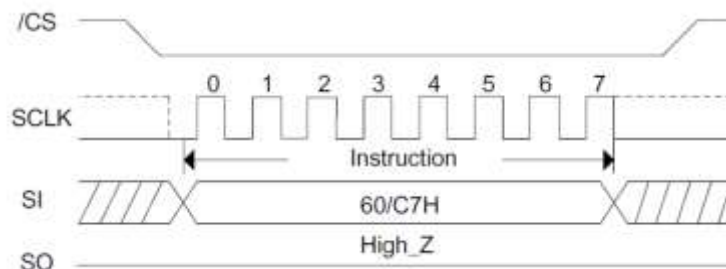 /CS
0 1 2 3 4 5 6 7
SCLK
Instruction
SI
60/C7H
High_Z
SO